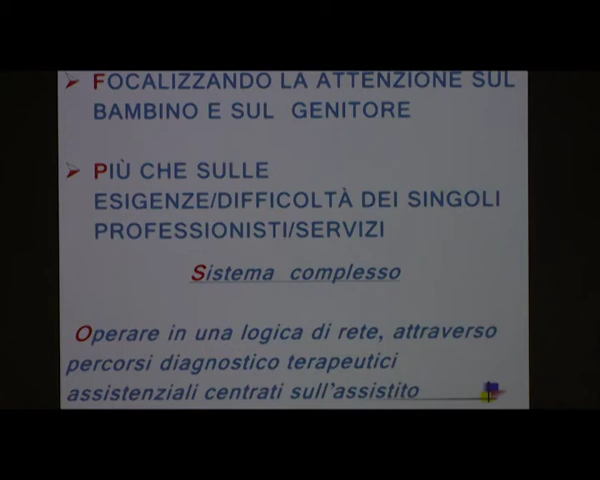 FOCALIZZANDO LA ATTENZIONE SUL
BAMBINO E SUL GENITORE
PIÙ CHE SULLE
ESIGENZE/DIFFICOLTÀ DEI SINGOLI
PROFESSIONISTI/SERVIZI
Sistema complesso
Operare in una logica di rete, attraverso
percorsi diagnostico terapeutici
assistenziali centrati sull'assistito